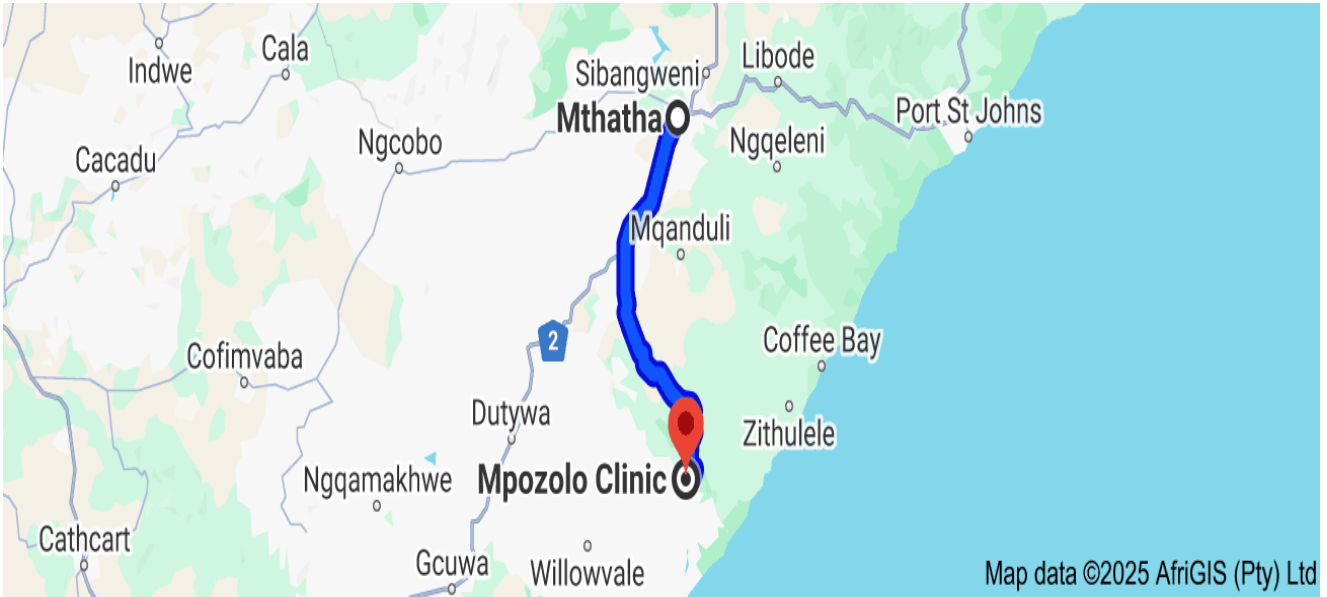 Cala
Indwe
Sibangweni
Libode
Mthatha
Port St Johns
Ngcobo
Ngqeleni
Cacadu
Mqanduli
2
Coffee Bay
Cofimvaba
Dutywa
Zithulele
Ngqamakhwe
Mpozolo Clinic
Cathcart
Gcuwa
Willowvale
Map data ©2025 AfriGIS (Pty) Ltd